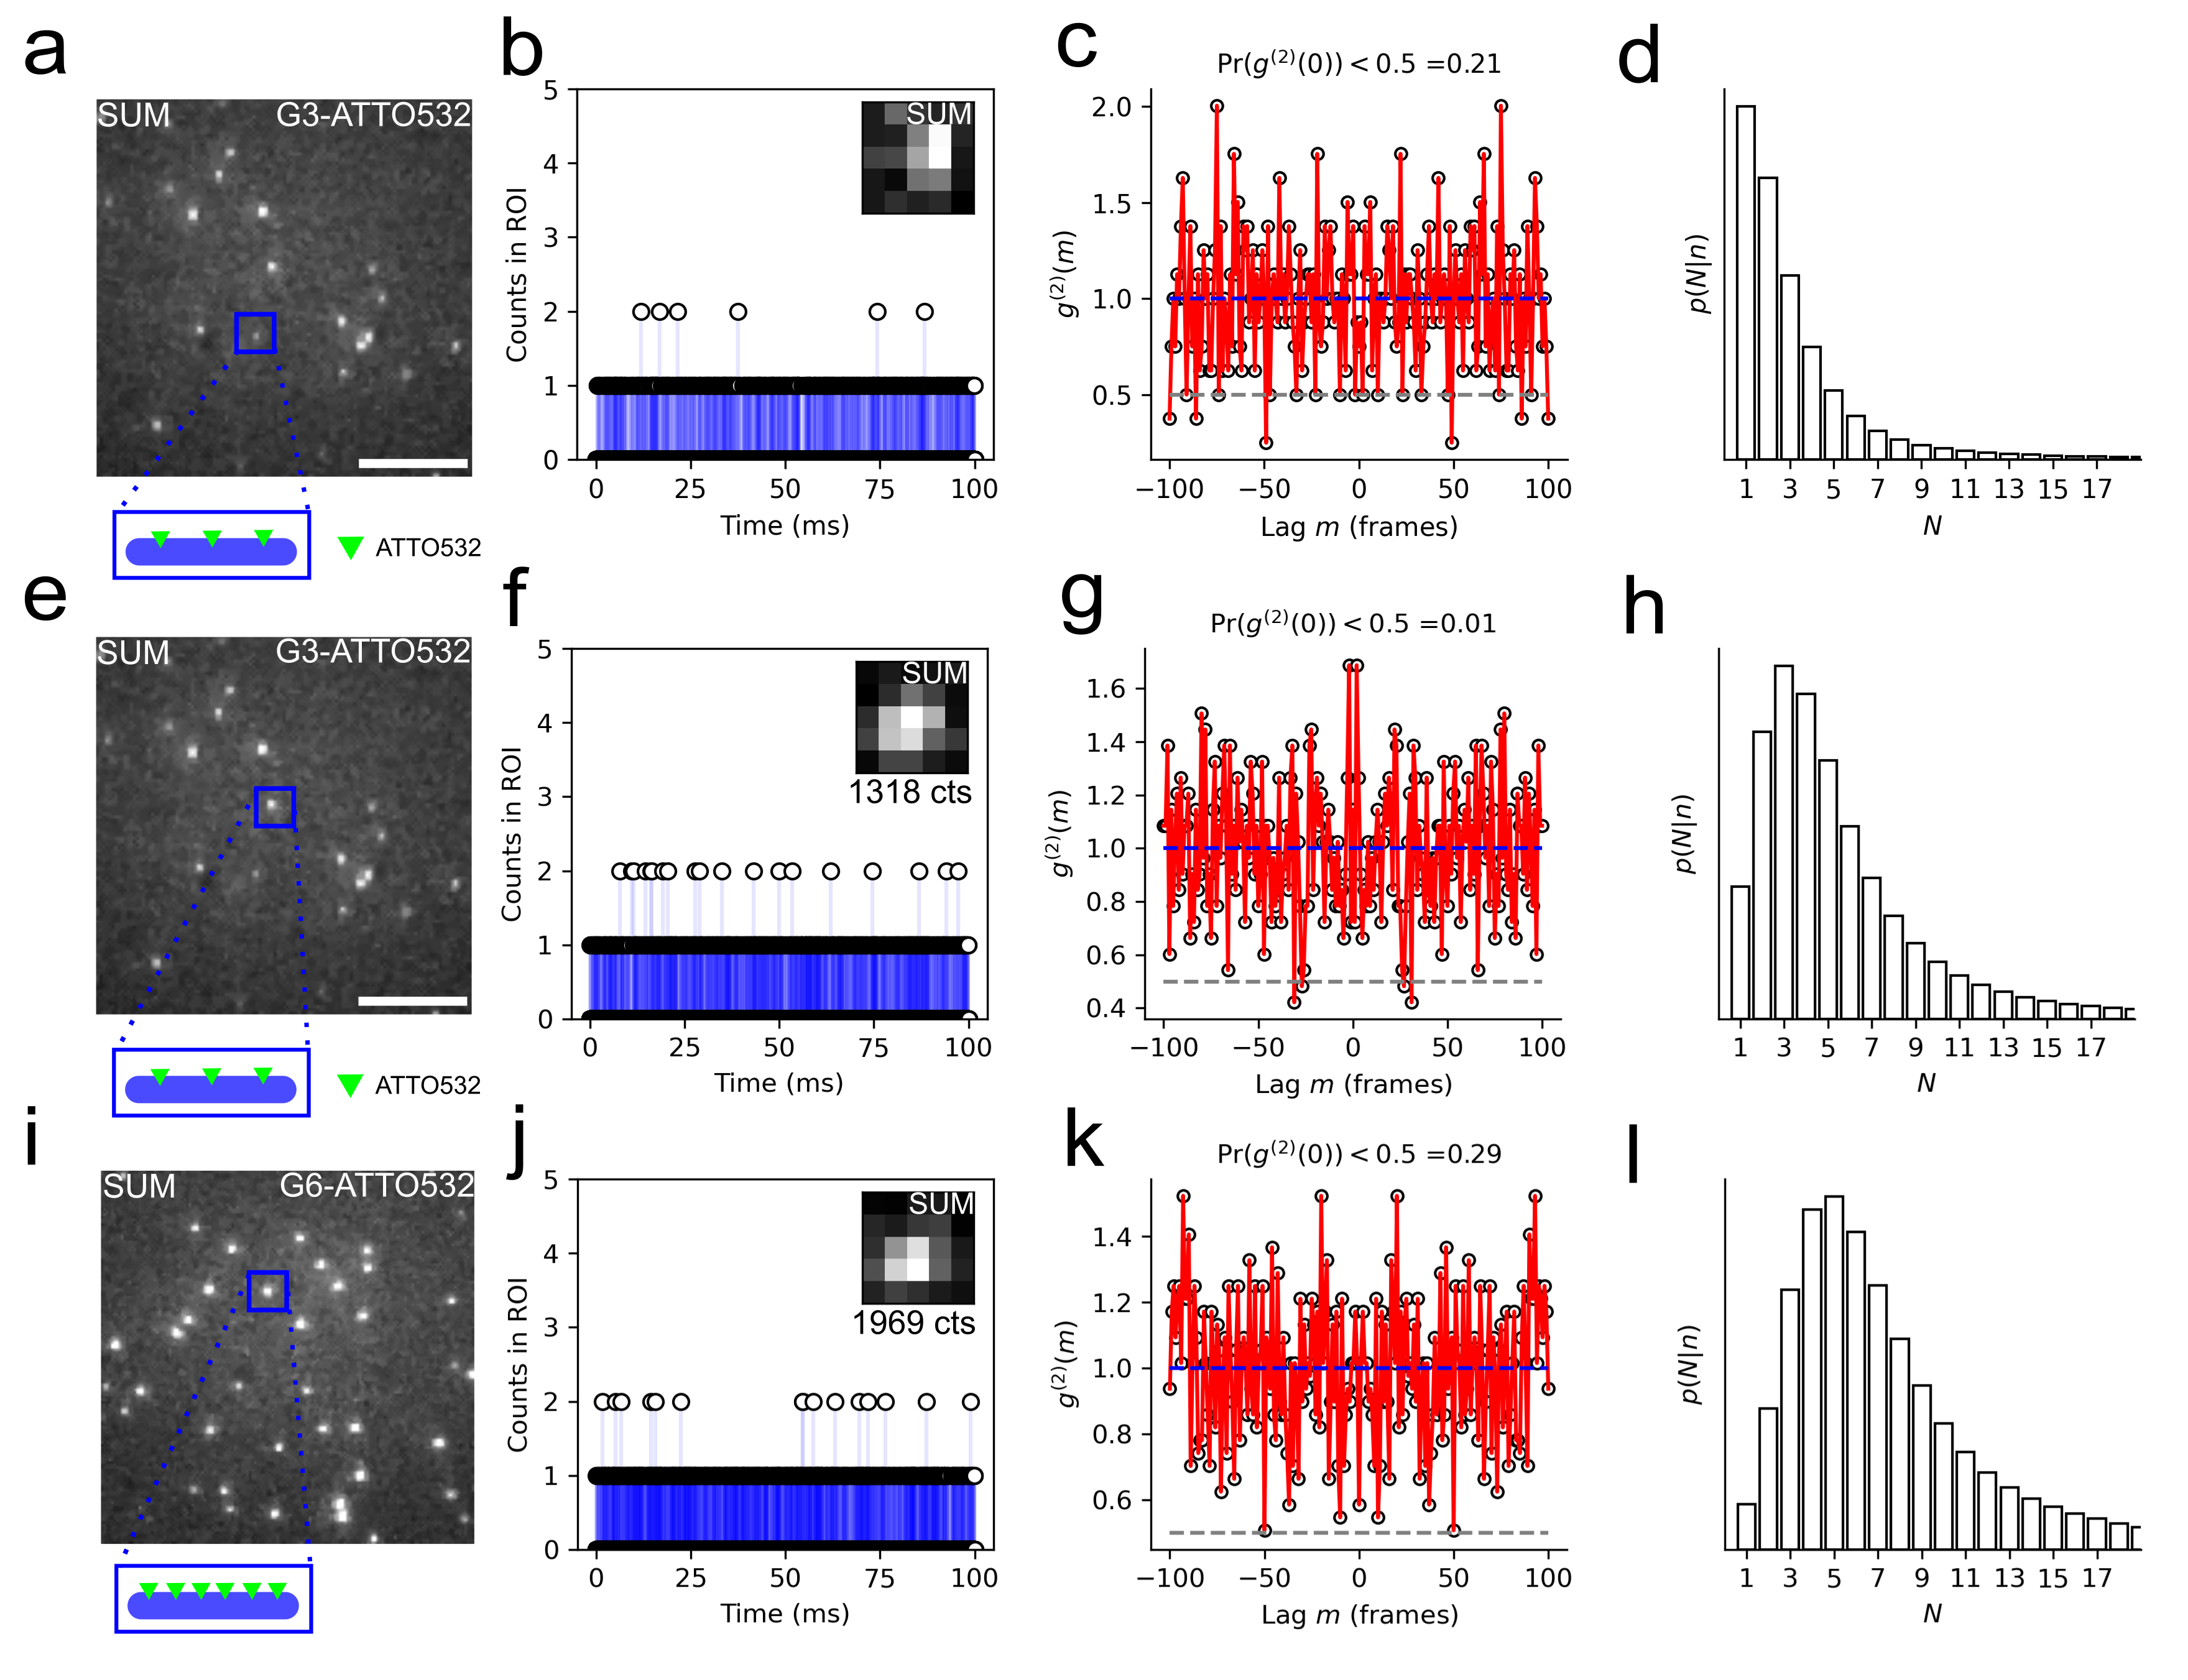 a
SUM G3-ATTO532
ATTO532
b
5
4
3
2
1
0
Counts in ROI
SUM
0 25 50 75 100
Time (ms)
c
Pr(g⁽²⁾(0)) < 0.5 =0.21
2.0
1.5
1.0
0.5
g⁽²⁾(m)
−100 −50 0 50 100
Lag m (frames)
d
p(N|n)
1 3 5 7 9 11 13 15 17
N
e
SUM G3-ATTO532
ATTO532
f
5
4
3
2
1
0
Counts in ROI
SUM
1318 cts
0 25 50 75 100
Time (ms)
g
Pr(g⁽²⁾(0)) < 0.5 =0.01
1.6
1.4
1.2
1.0
0.8
0.6
0.4
g⁽²⁾(m)
−100 −50 0 50 100
Lag m (frames)
h
p(N|n)
1 3 5 7 9 11 13 15 17
N
i
SUM G6-ATTO532
j
5
4
3
2
1
0
Counts in ROI
SUM
1969 cts
0 25 50 75 100
Time (ms)
k
Pr(g⁽²⁾(0)) < 0.5 =0.29
1.4
1.2
1.0
0.8
0.6
g⁽²⁾(m)
−100 −50 0 50 100
Lag m (frames)
l
p(N|n)
1 3 5 7 9 11 13 15 17
N